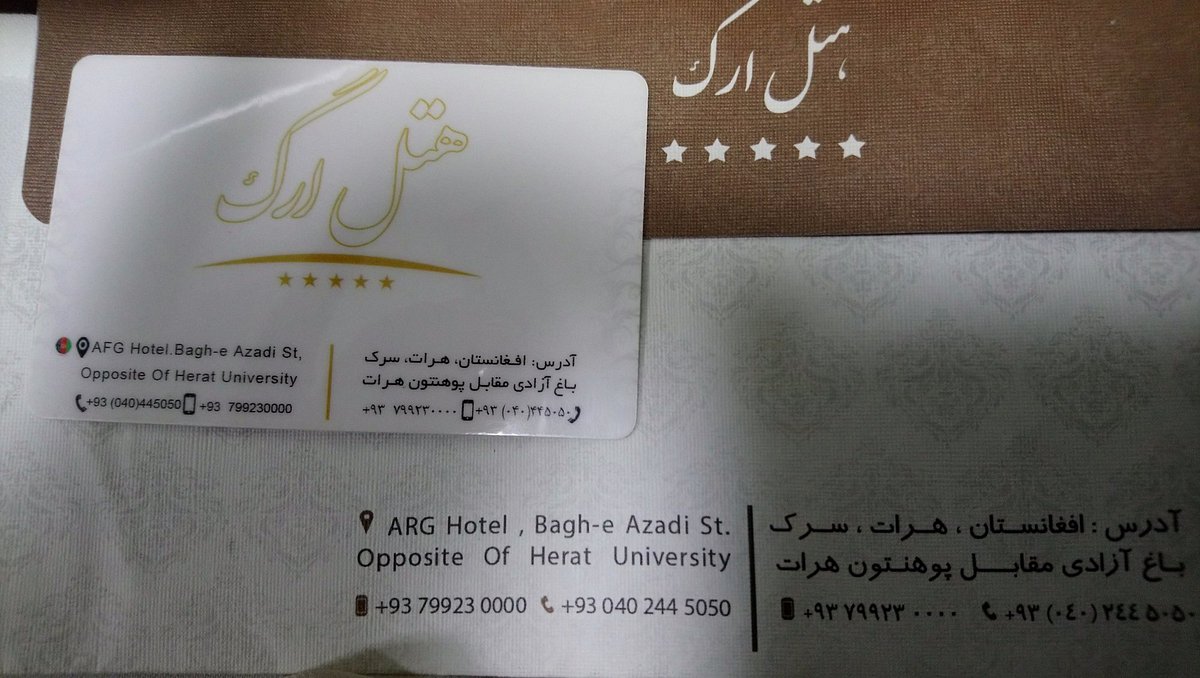 هتل ارگ
هتل ارگ
AFG Hotel.Bagh-e Azadi St,
Opposite Of Herat University
+93 (040)445050 +93 799230000
آدرس: افغانستان، هرات، سرک
باغ آزادی مقابل پوهنتون هرات
+۹۳ (۰۴۰)۴۴۵۰۵۰ +۹۳ ۷۹۹۲۳۰۰۰۰
ARG Hotel , Bagh-e Azadi St.
Opposite Of Herat University
+93 79923 0000 +93 040 244 5050
آدرس : افغانستان ، هرات ، سرک
باغ آزادی مقابل پوهنتون هرات
+۹۳ ۷۹۹۲۳ ۰۰۰۰ +۹۳ (۰٤۰) ۲٤٤ ۵۰۵۰